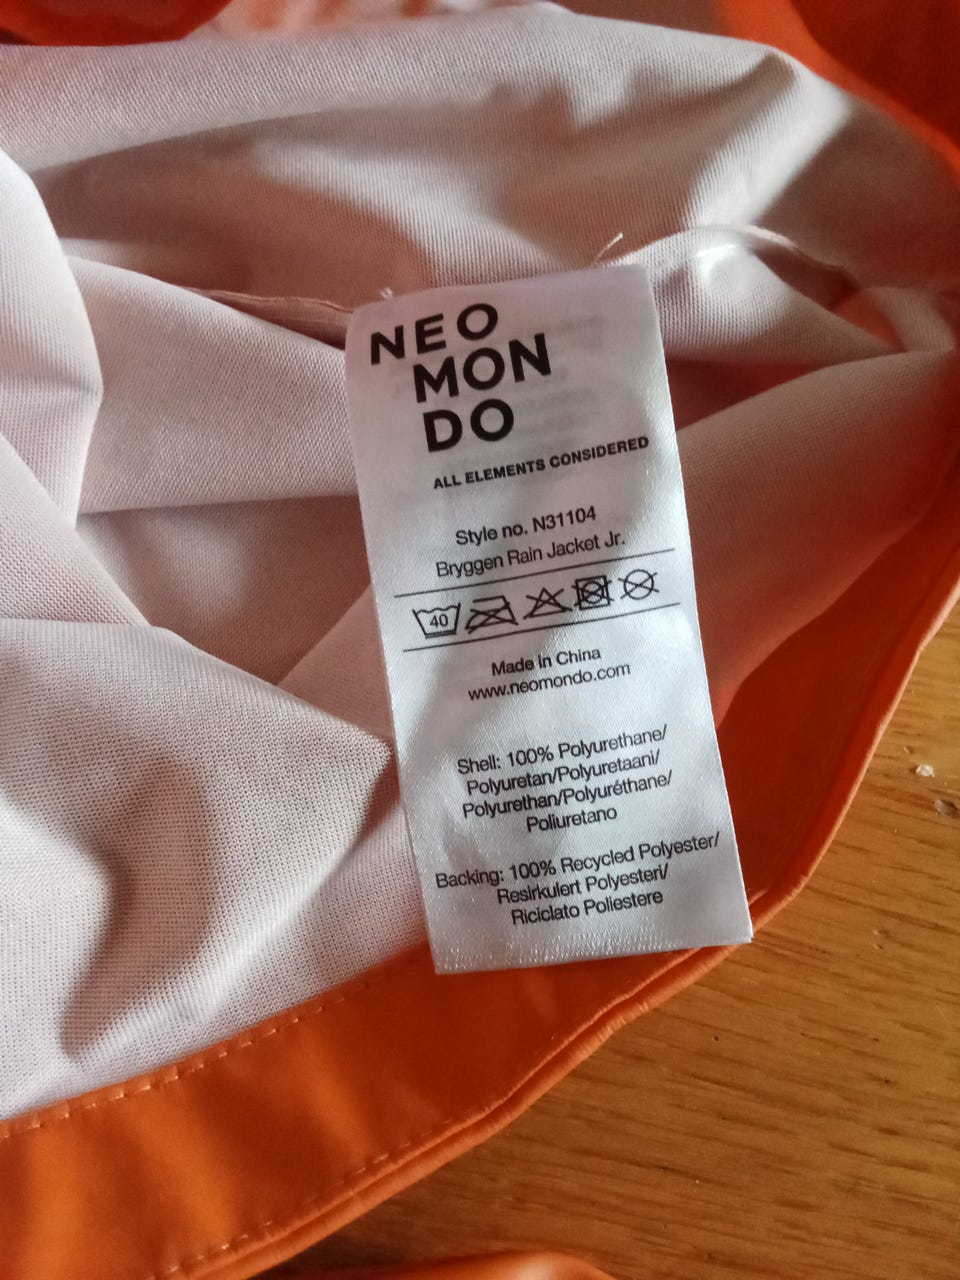 NEO
MON
DO
ALL ELEMENTS CONSIDERED
Style no. N31104
Bryggen Rain Jacket Jr.
40
Made in China
www.neomondo.com
Shell: 100% Polyurethane/
Polyuretan/Polyuretaani/
Polyurethan/Polyuréthane/
Poliuretano
Backing: 100% Recycled Polyester/
Resirkulert Polyesteri/
Riciclato Poliestere